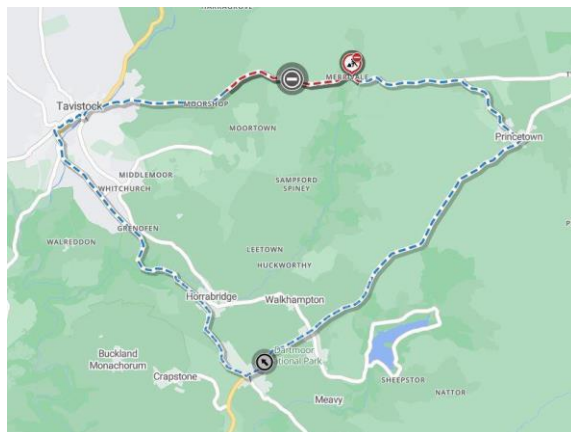 Tavistock
MOORSHOP
MERRIVALE
Princetown
MOORTOWN
MIDDLEMOOR
WHITCHURCH
SAMPFORD
SPINEY
GRENOFEN
WALREDDON
LEETOWN
HUCKWORTHY
Horrabridge
Walkhampton
Buckland
Monachorum
Dartmoor
National Park
Crapstone
SHEEPSTOR
NATTOR
Meavy